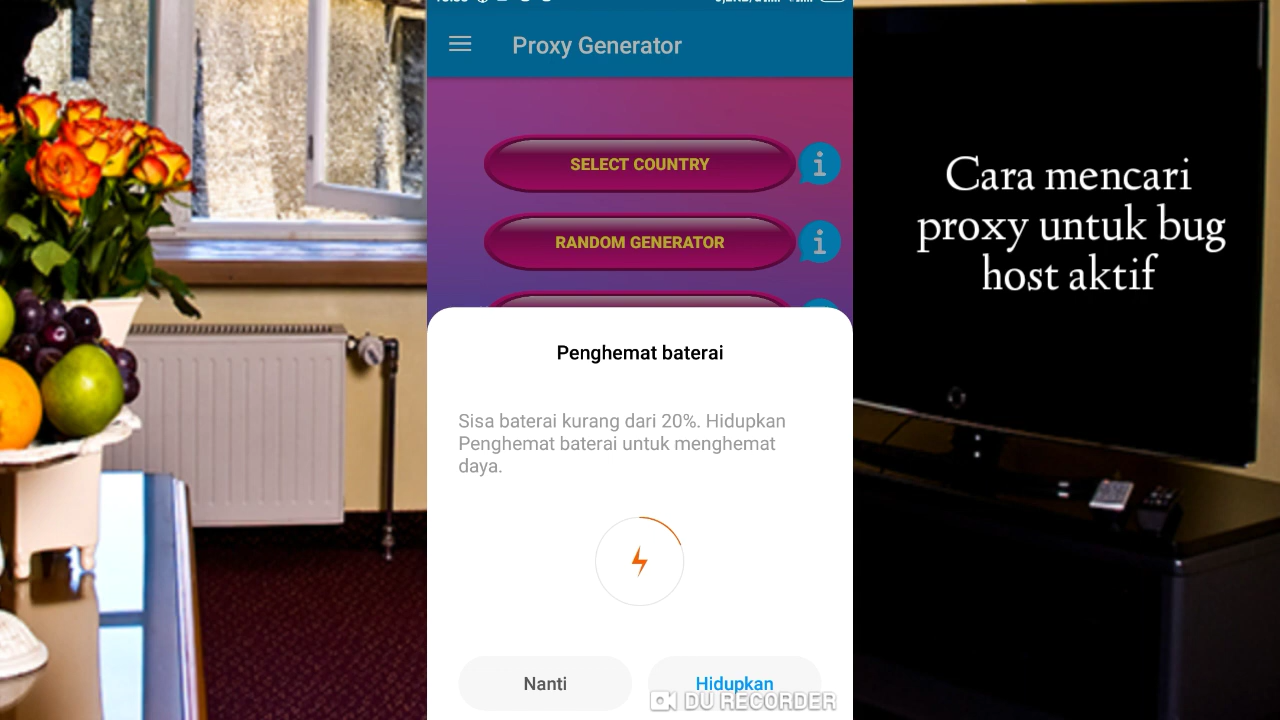 Proxy Generator
SELECT COUNTRY
RANDOM GENERATOR
Penghemat baterai
Sisa baterai kurang dari 20%. Hidupkan
Penghemat baterai untuk menghemat
daya.
Nanti
Hidupkan
DU RECORDER
Cara mencari
proxy untuk bug
host aktif